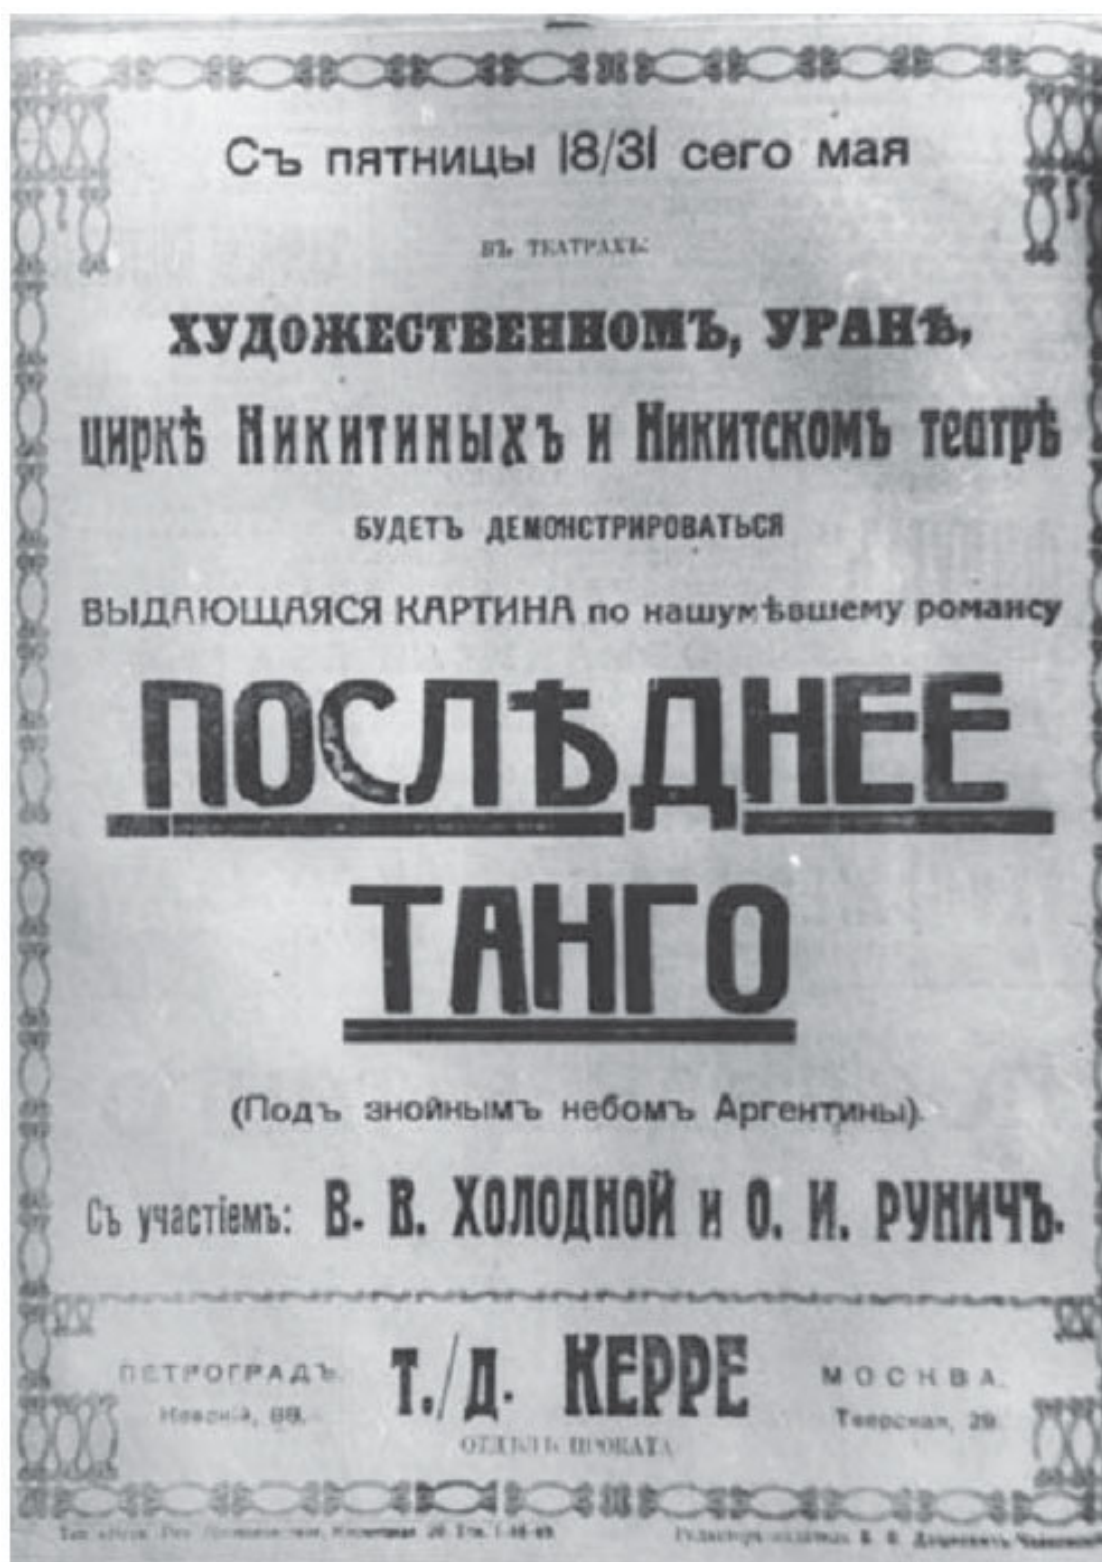 Съ пятницы 18/31 сего мая
ВЪ ТЕАТРАХЪ:
ХУДОЖЕСТВЕННОМЪ, УРАНѢ,
циркѣ Никитиныхъ и Никитскомъ театрѣ
БУДЕТЪ ДЕМОНСТРИРОВАТЬСЯ
ВЫДАЮЩАЯСЯ КАРТИНА по нашумѣвшему романсу
ПОСЛѢДНЕЕ
ТАНГО
(Подъ знойнымъ небомъ Аргентины).
Съ участіемъ: В. В. ХОЛОДНОЙ и О. И. РУНИЧЪ.
ПЕТРОГРАДЪ.
Невскій, 88.
Т./Д. КЕРРЕ
ОТДѢЛЪ ПРОКАТА
МОСКВА.
Тверская, 29.